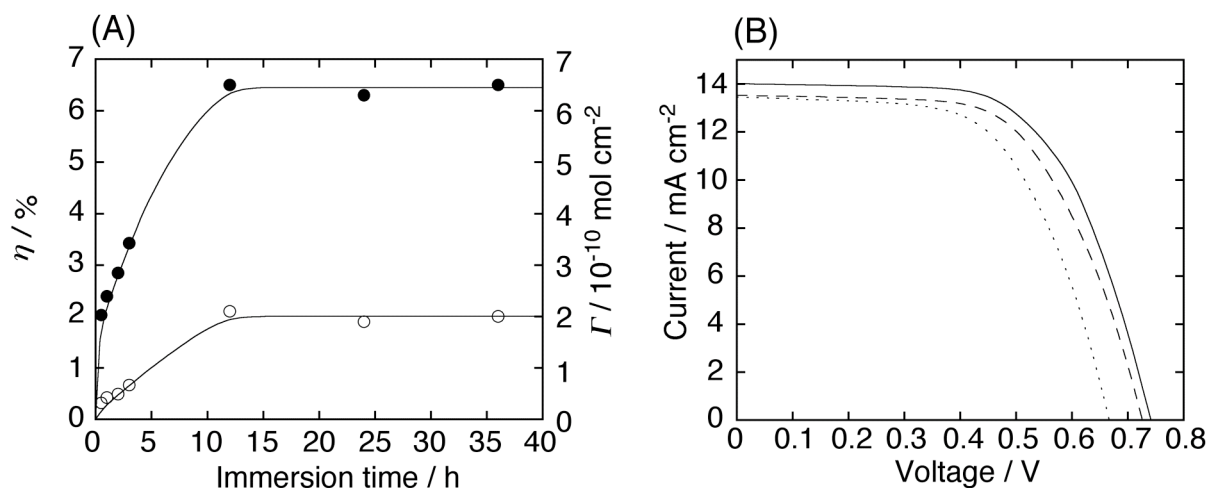 (A)
7
6
5
4
3
2
1
0
η / %
7
6
5
4
3
2
1
0
Γ / 10⁻¹⁰ mol cm⁻²
0 5 10 15 20 25 30 35 40
Immersion time / h
(B)
14
12
10
8
6
4
2
0
Current / mA cm⁻²
0 0.1 0.2 0.3 0.4 0.5 0.6 0.7 0.8
Voltage / V